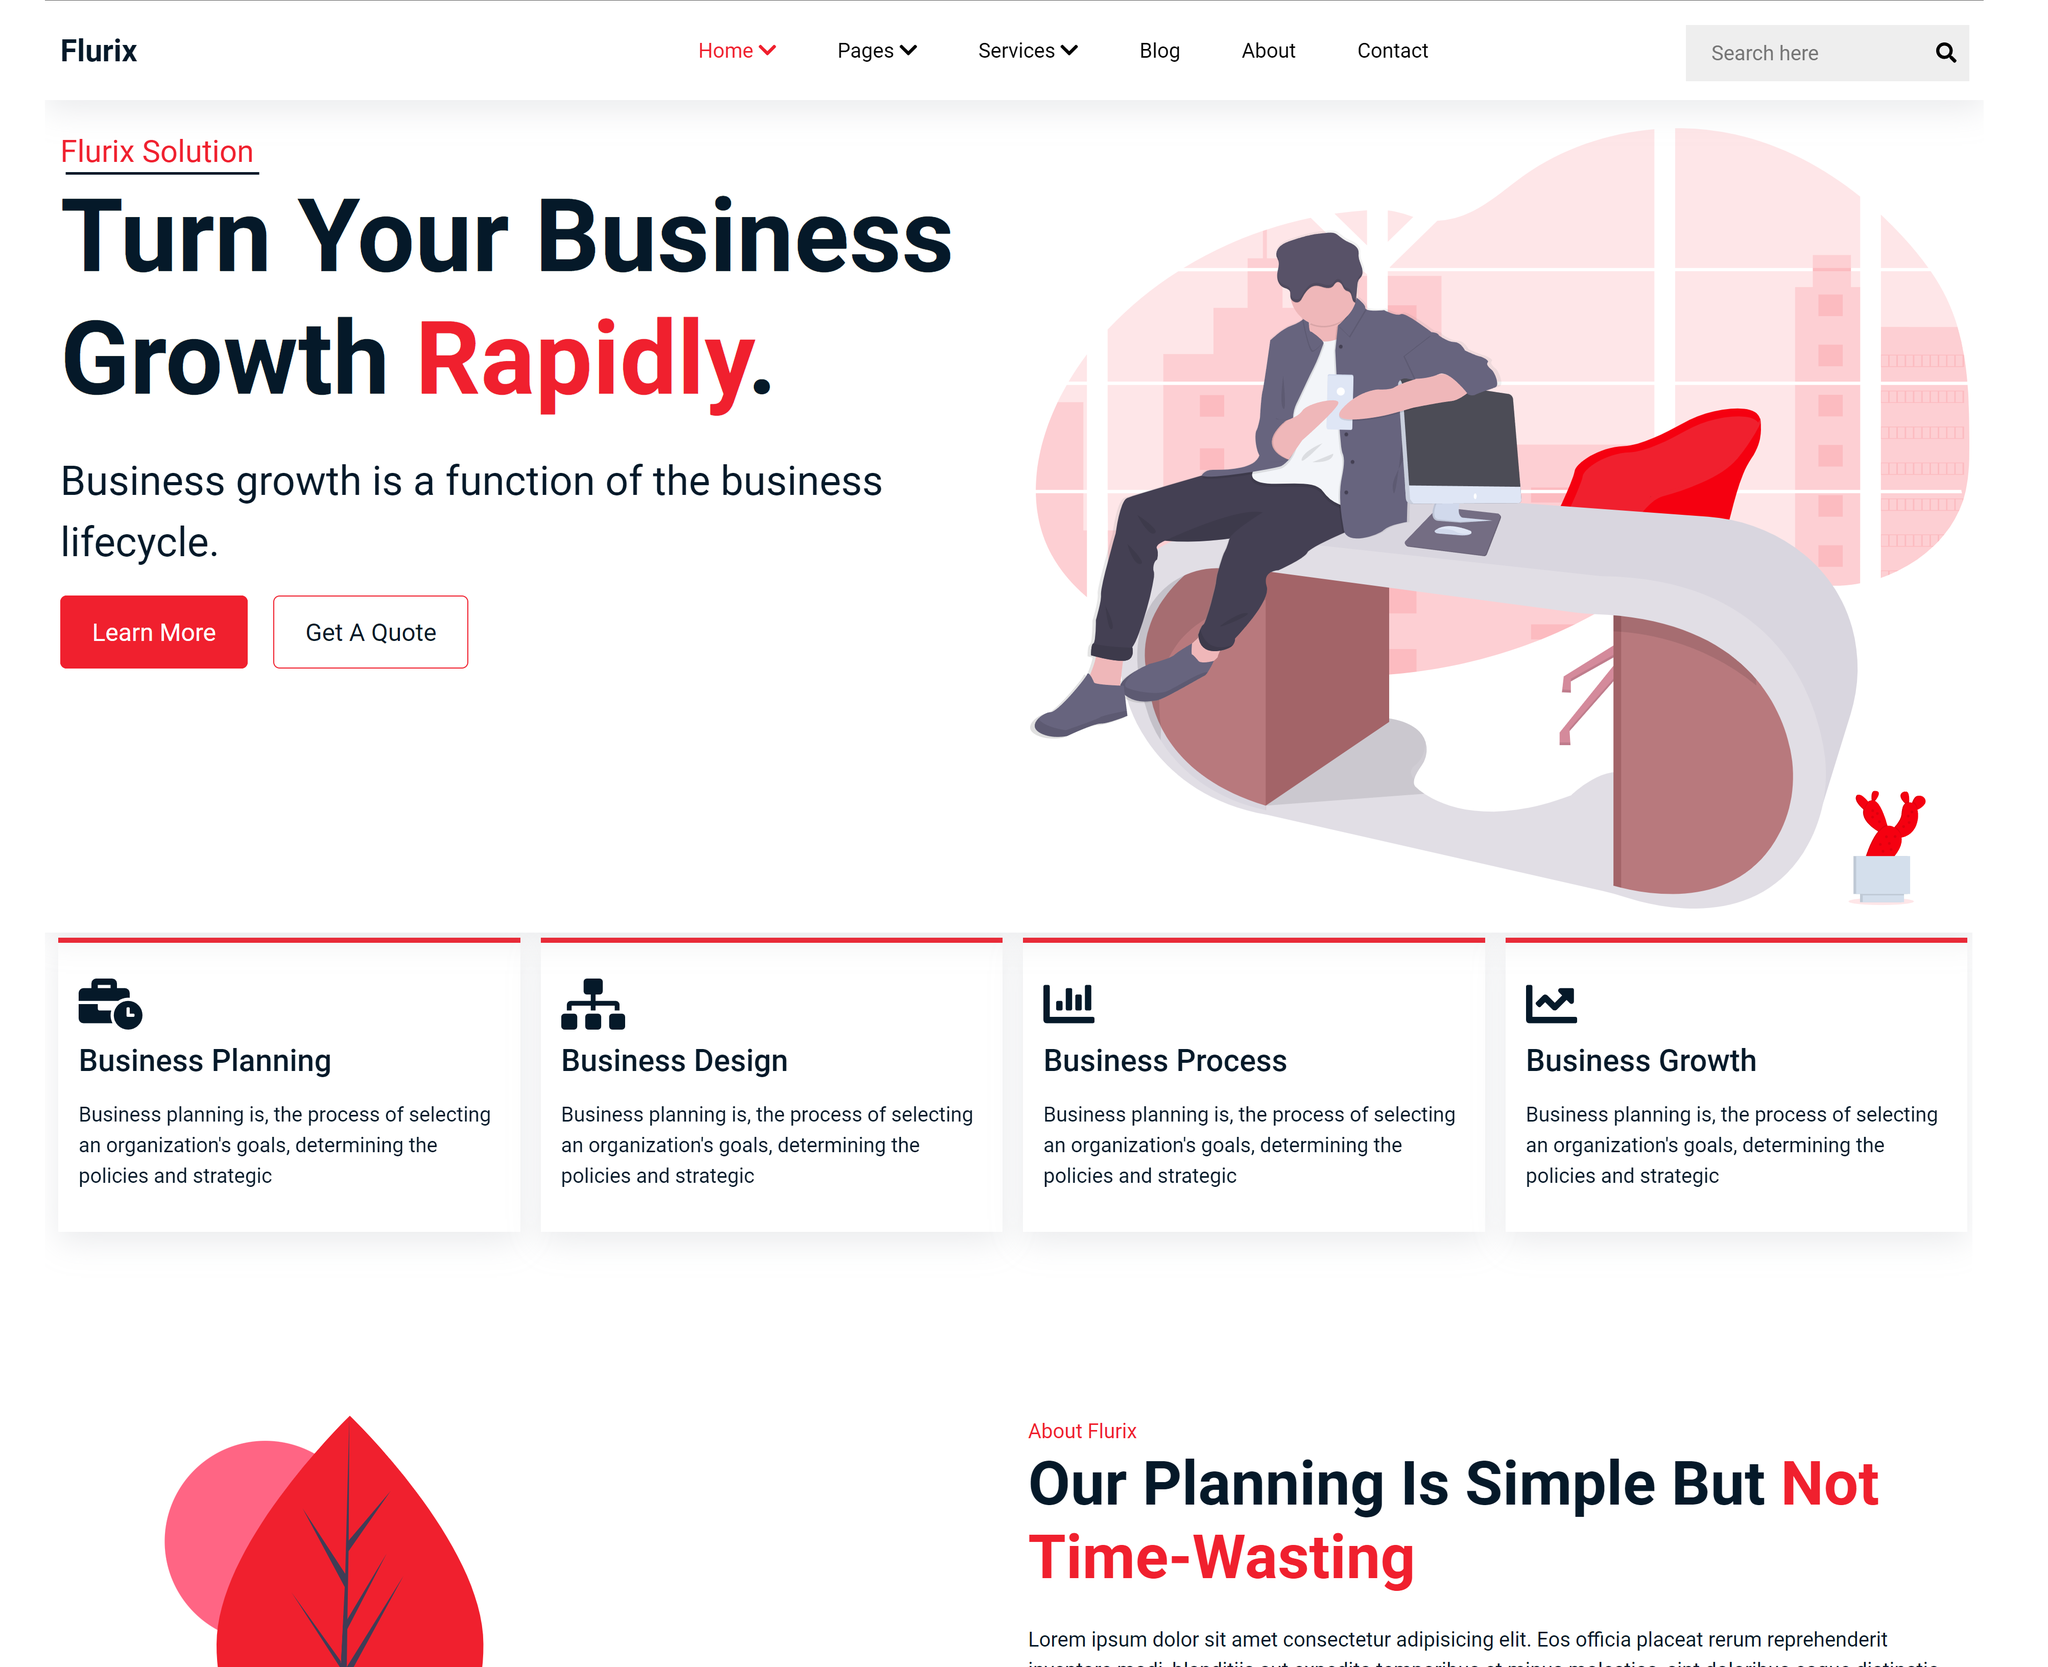 Flurix
Home
Pages
Services
Blog
About
Contact
Search here
Flurix Solution
Turn Your Business
Growth Rapidly.
Business growth is a function of the business
lifecycle.
Learn More
Get A Quote
Business Planning
Business planning is, the process of selecting
an organization's goals, determining the
policies and strategic
Business Design
Business planning is, the process of selecting
an organization's goals, determining the
policies and strategic
Business Process
Business planning is, the process of selecting
an organization's goals, determining the
policies and strategic
Business Growth
Business planning is, the process of selecting
an organization's goals, determining the
policies and strategic
About Flurix
Our Planning Is Simple But Not
Time-Wasting
Lorem ipsum dolor sit amet consectetur adipisicing elit. Eos officia placeat rerum reprehenderit